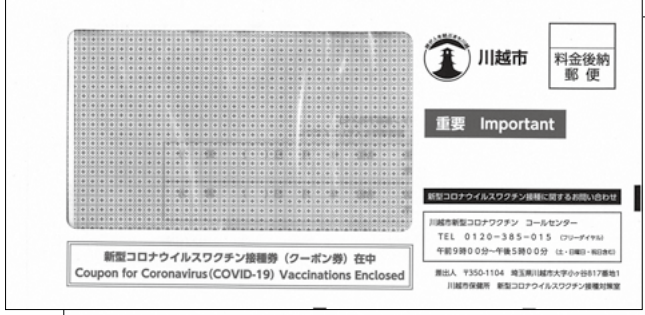 川越市
料金後納
郵便
重要 Important
新型コロナウイルスワクチン接種に関するお問い合わせ
川越市新型コロナワクチン コールセンター
TEL 0120-385-015 (フリーダイヤル)
午前9時00分~午後5時00分 (土・日曜日・祝日含む)
新型コロナウイルスワクチン接種券(クーポン券)在中
Coupon for Coronavirus(COVID-19) Vaccinations Enclosed
差出人 〒350-1104 埼玉県川越市大字小ケ谷817番地1
川越市保健所 新型コロナウイルスワクチン接種対策室